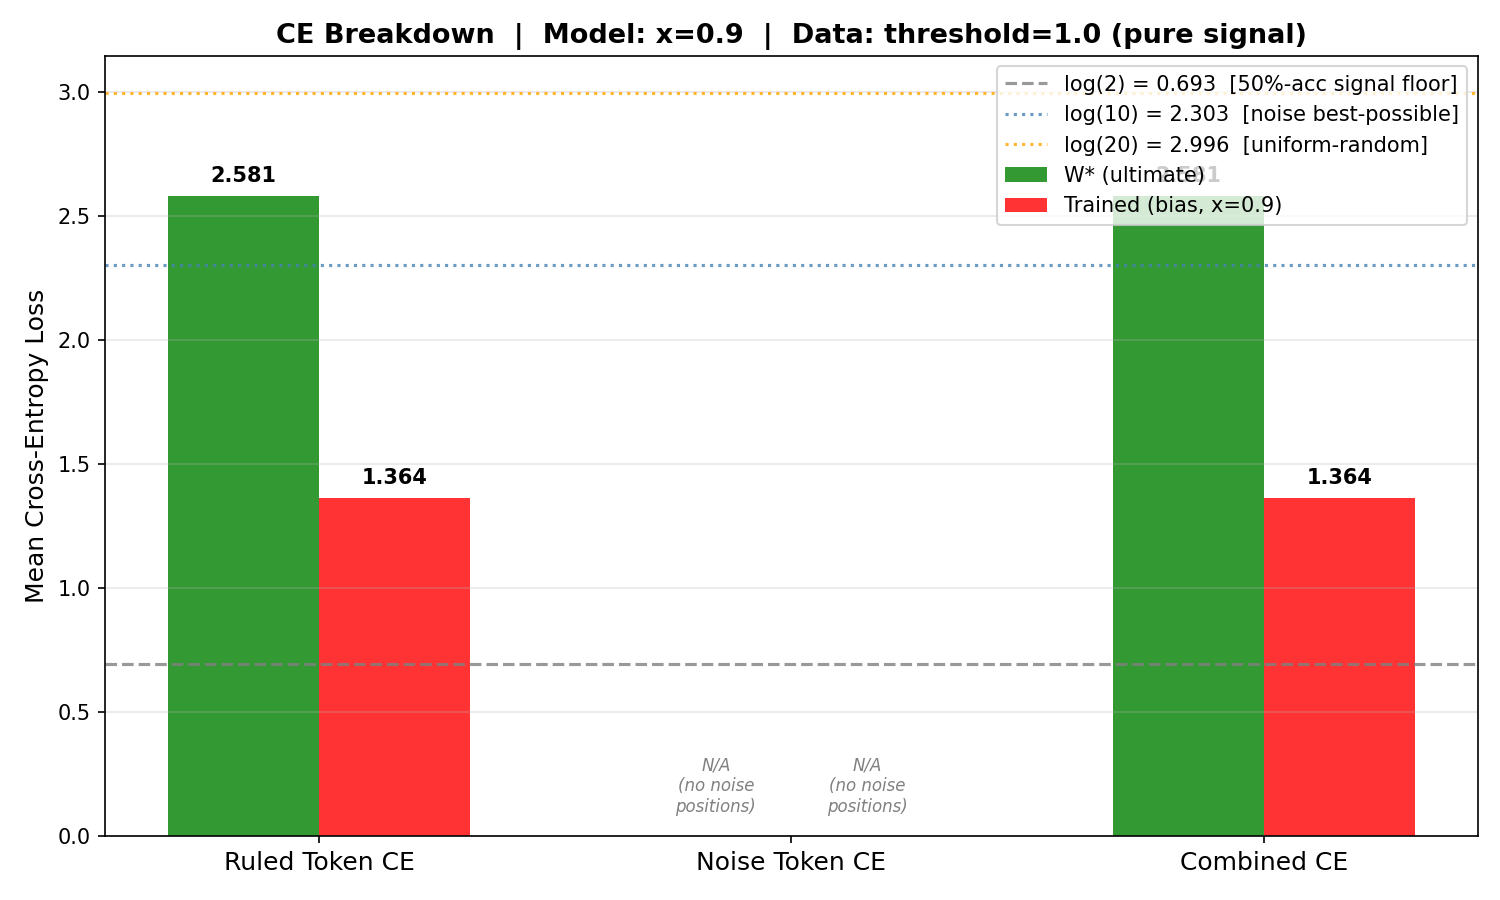 CE Breakdown | Model: x=0.9 | Data: threshold=1.0 (pure signal)
Mean Cross-Entropy Loss
3.0
2.5
2.0
1.5
1.0
0.5
0.0
log(2) = 0.693 [50%-acc signal floor]
log(10) = 2.303 [noise best-possible]
log(20) = 2.996 [uniform-random]
W* (ultimate)
Trained (bias, x=0.9)
2.581
1.364
N/A
(no noise
positions)
N/A
(no noise
positions)
2.581
1.364
Ruled Token CE
Noise Token CE
Combined CE